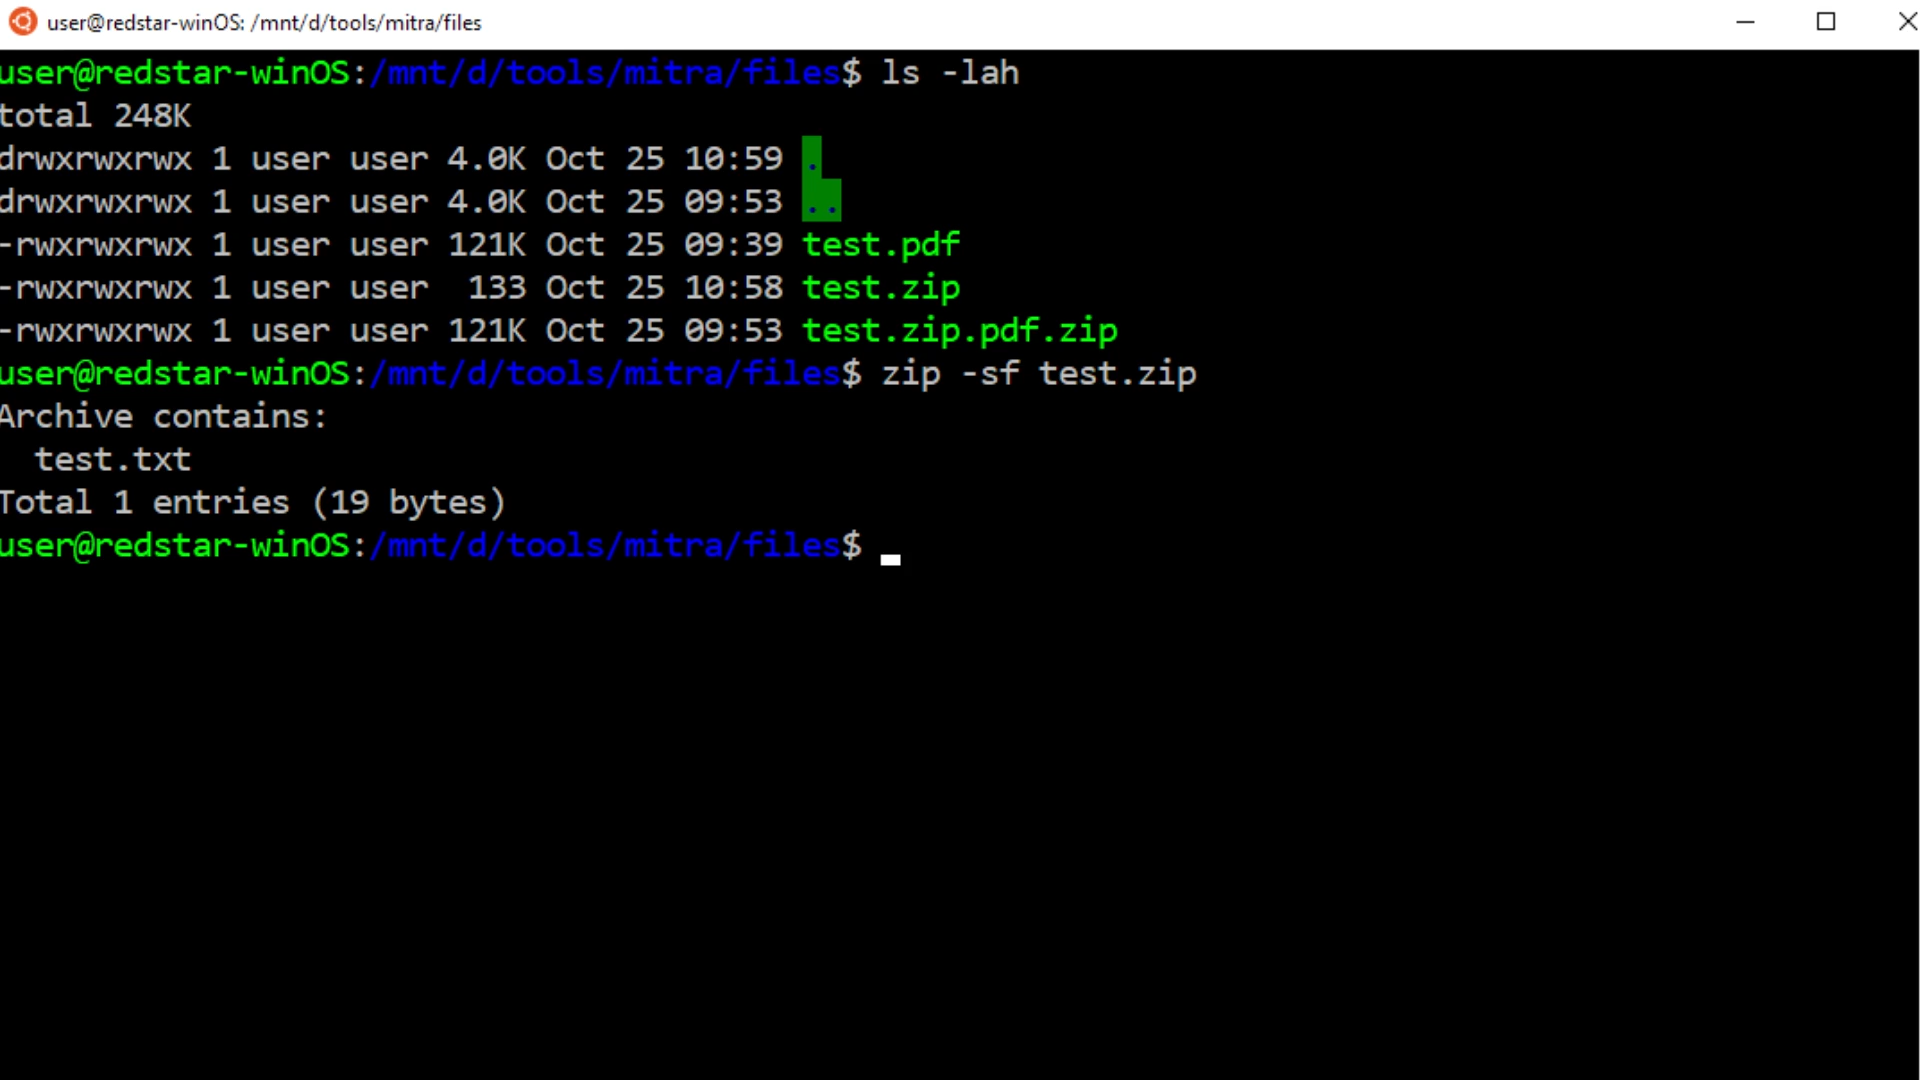 user@redstar-winOS: /mnt/d/tools/mitra/files
user@redstar-winOS:/mnt/d/tools/mitra/files$ ls -lah
total 248K
drwxrwxrwx 1 user user 4.0K Oct 25 10:59 .
drwxrwxrwx 1 user user 4.0K Oct 25 09:53 ..
-rwxrwxrwx 1 user user 121K Oct 25 09:39 test.pdf
-rwxrwxrwx 1 user user  133 Oct 25 10:58 test.zip
-rwxrwxrwx 1 user user 121K Oct 25 09:53 test.zip.pdf.zip
user@redstar-winOS:/mnt/d/tools/mitra/files$ zip -sf test.zip
Archive contains:
  test.txt
Total 1 entries (19 bytes)
user@redstar-winOS:/mnt/d/tools/mitra/files$